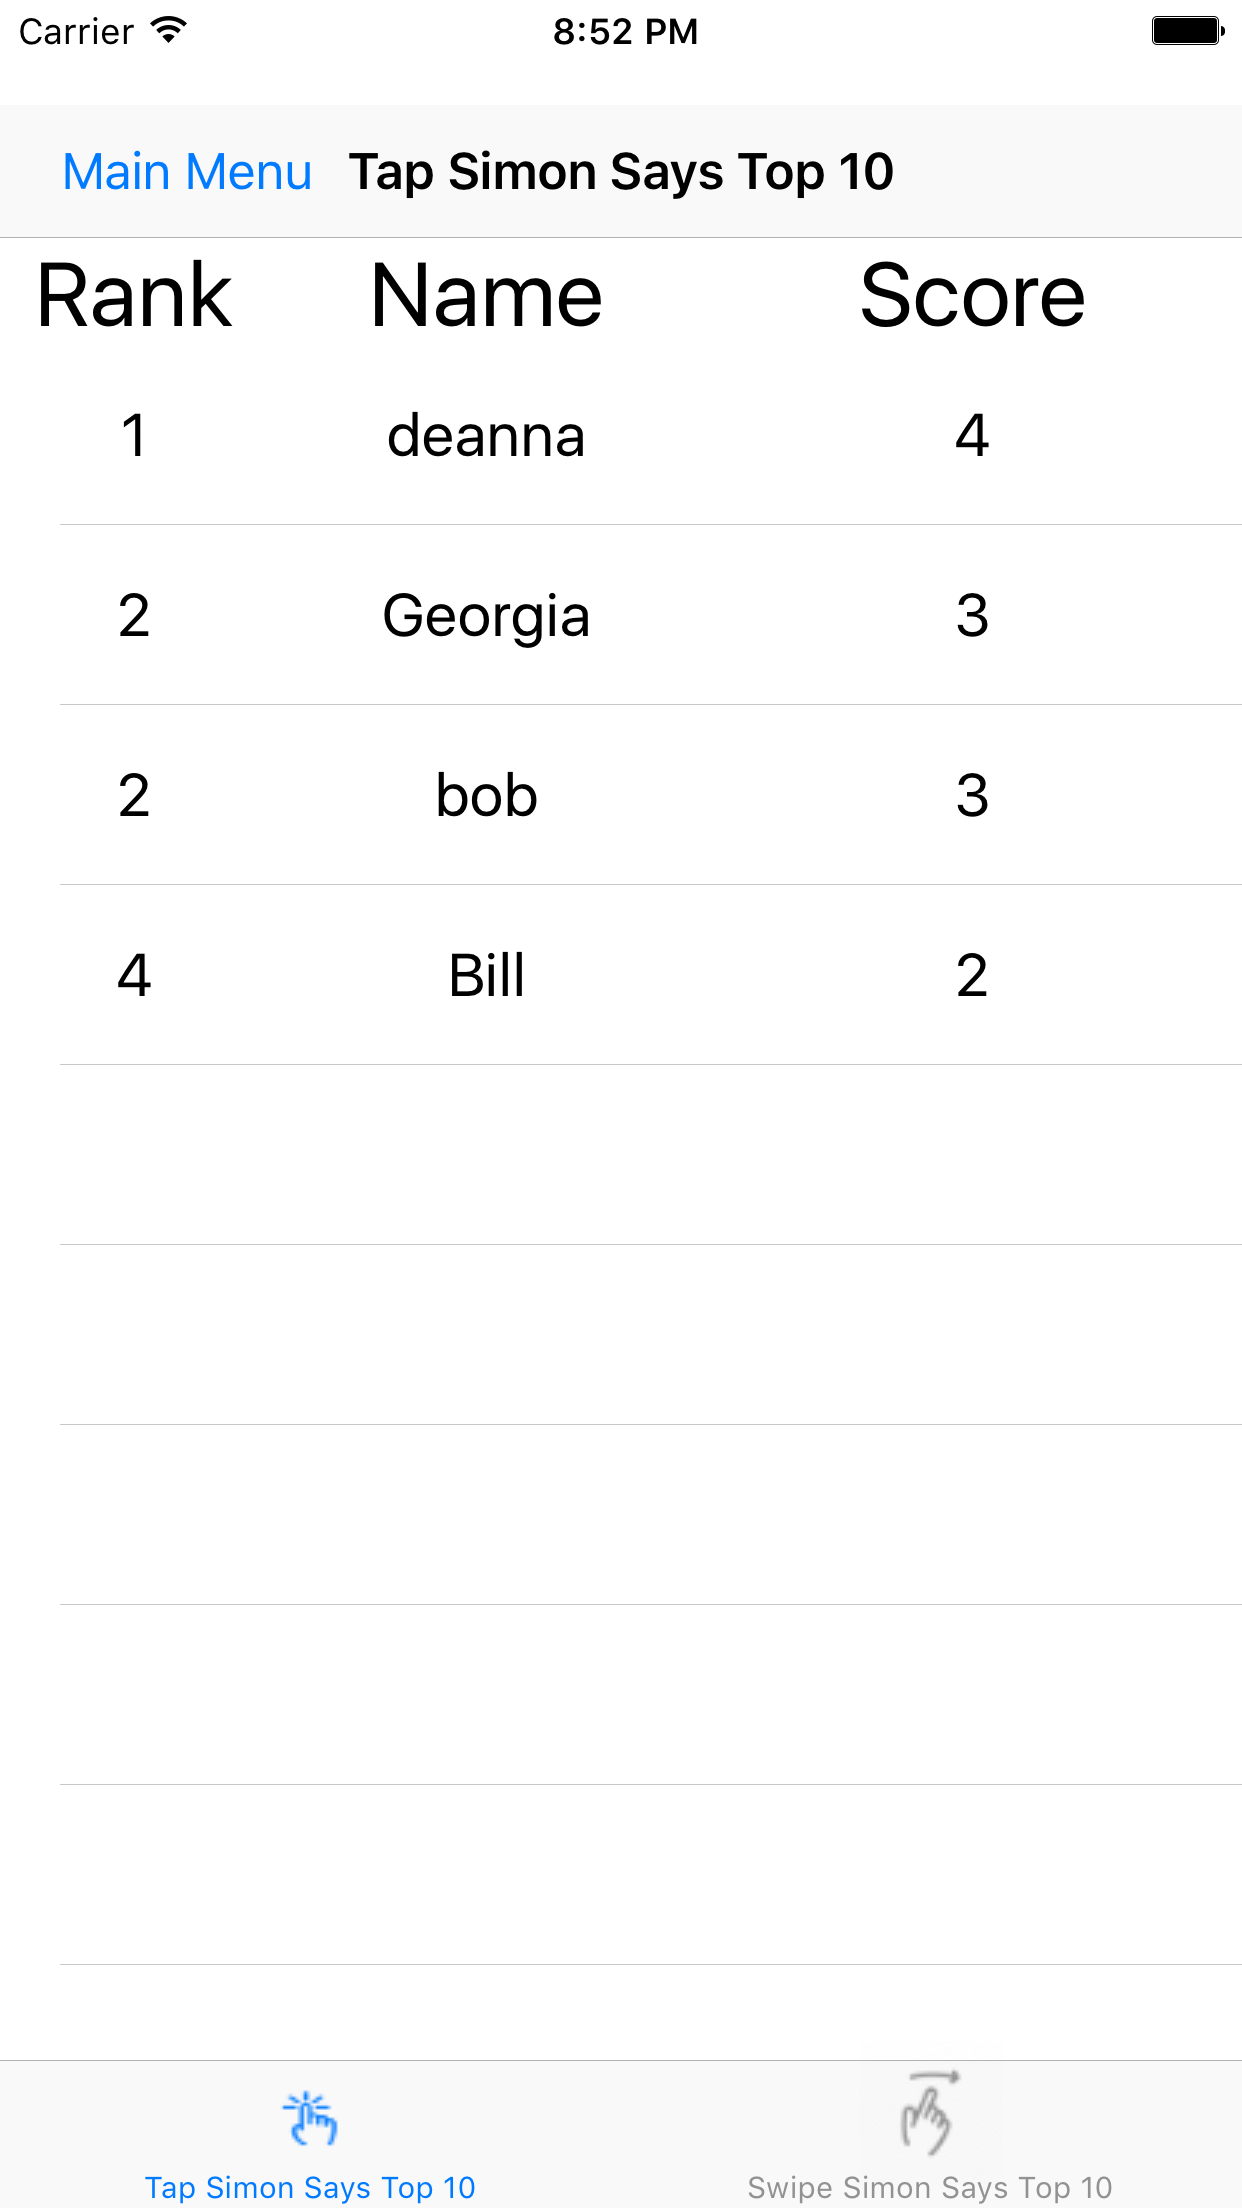 Carrier 8:52 PM
Main Menu Tap Simon Says Top 10
Rank Name Score
1 deanna 4
2 Georgia 3
2 bob 3
4 Bill 2
Tap Simon Says Top 10 Swipe Simon Says Top 10